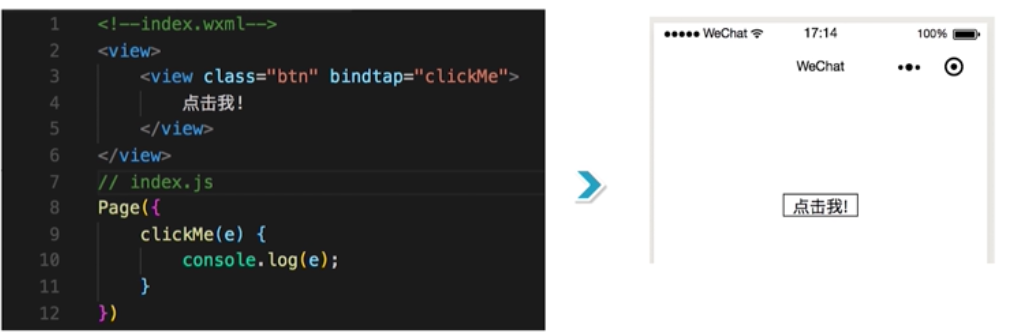 1 <!--index.wxml-->
2 <view>
3 <view class="btn" bindtap="clickMe">
4 点击我!
5 </view>
6 </view>
7 // index.js
8 Page({
9 clickMe(e) {
10 console.log(e);
11 }
12 })
WeChat 17:14 100%
WeChat
点击我!